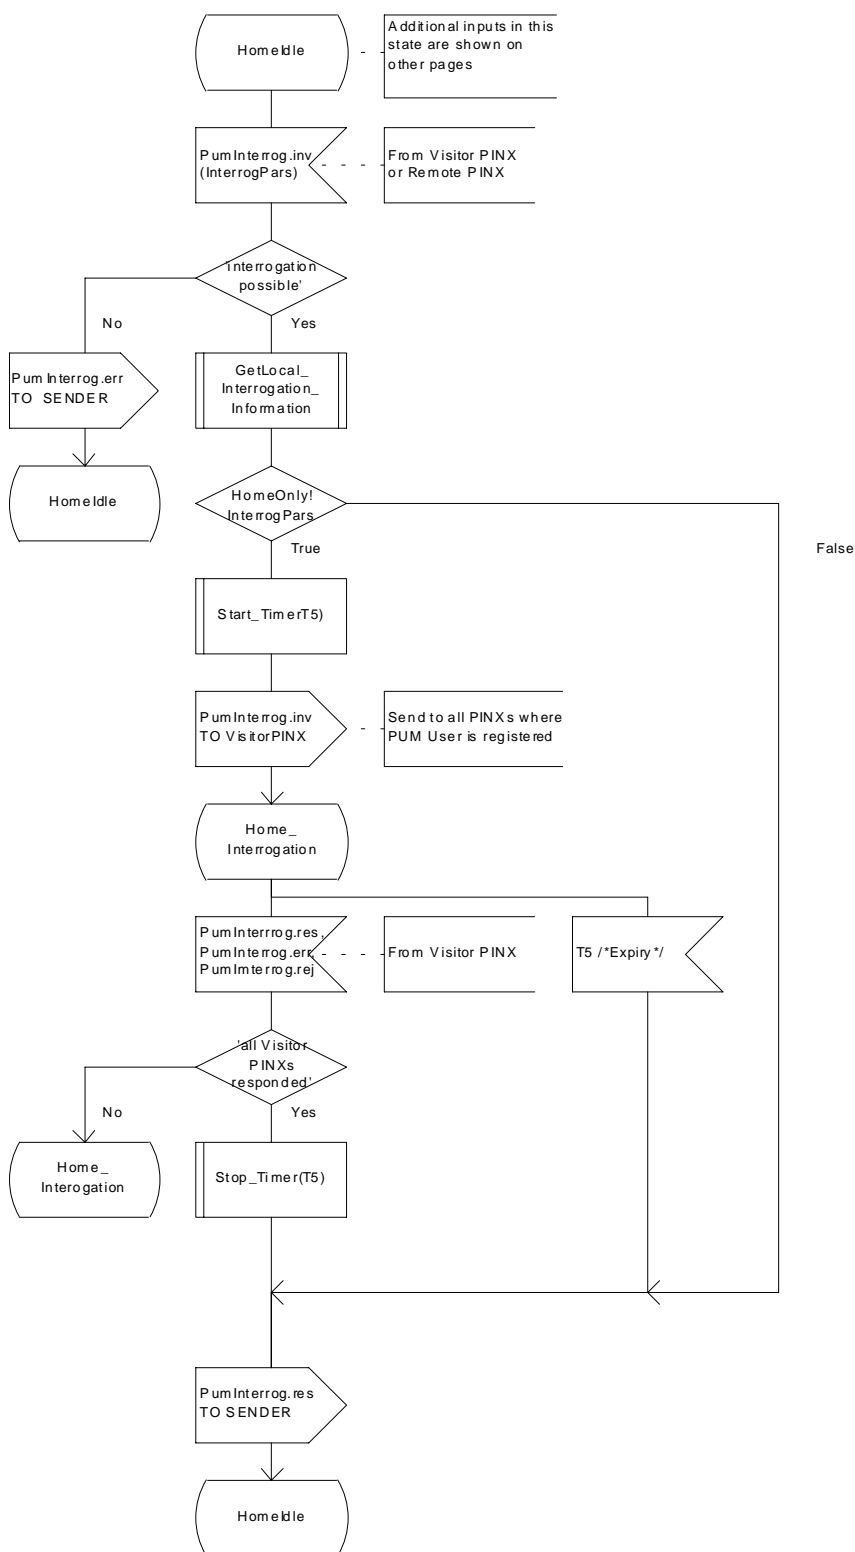 HomeIdle
Additional inputs in this
state are shown on
other pages
PumInterrog.inv
(InterrogPars)
From Visitor PINX
or Remote PINX
'interrogation
possible'
No
Yes
PumInterrog.err
TO SENDER
GetLocal_
Interrogation_
Information
HomeIdle
HomeOnly!
InterrogPars
True
False
Start_TimerT5)
PumInterrog.inv
TO VisitorPINX
Send to all PINXs where
PUM User is registered
Home_
Interrogation
PumInterrrog.res,
PumInterrog.err,
PumImterrog.rej
From Visitor PINX
T5 /*Expiry*/
'all Visitor
PINXs
responded'
No
Yes
Home_
Interogation
Stop_Timer(T5)
PumInterrog.res
TO SENDER
HomeIdle